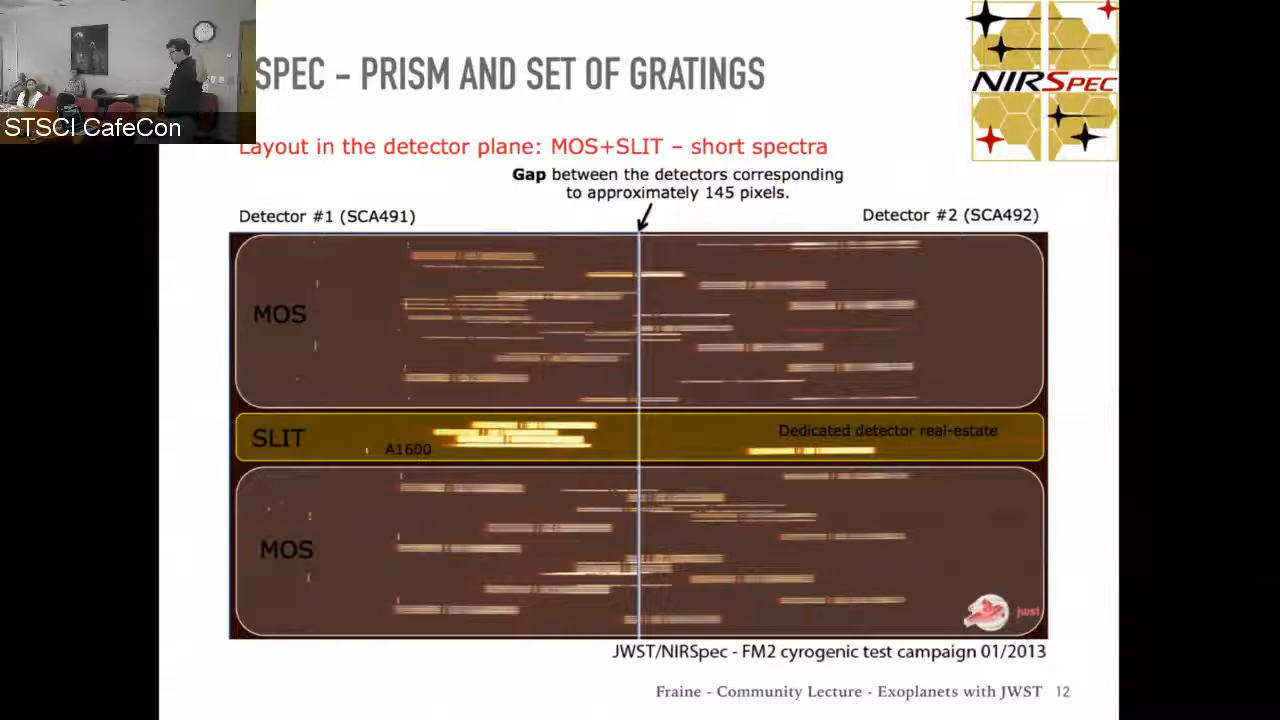 SPEC - PRISM AND SET OF GRATINGS
NIRSPEC
STSCI CafeCon
Layout in the detector plane: MOS+SLIT – short spectra
Gap between the detectors corresponding
to approximately 145 pixels.
Detector #1 (SCA491)
Detector #2 (SCA492)
MOS
SLIT
A1600
Dedicated detector real-estate
MOS
jwst
JWST/NIRSpec - FM2 cyrogenic test campaign 01/2013
Fraine - Community Lecture - Exoplanets with JWST 12